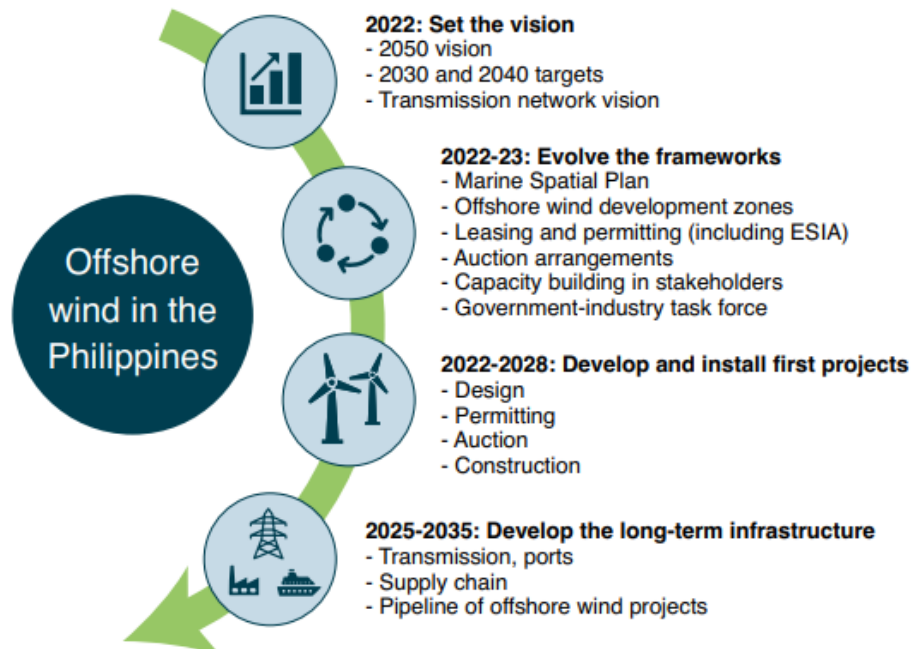 2022: Set the vision
- 2050 vision
- 2030 and 2040 targets
- Transmission network vision
2022-23: Evolve the frameworks
- Marine Spatial Plan
- Offshore wind development zones
- Leasing and permitting (including ESIA)
- Auction arrangements
- Capacity building in stakeholders
- Government-industry task force
Offshore
wind in the
Philippines
2022-2028: Develop and install first projects
- Design
- Permitting
- Auction
- Construction
2025-2035: Develop the long-term infrastructure
- Transmission, ports
- Supply chain
- Pipeline of offshore wind projects